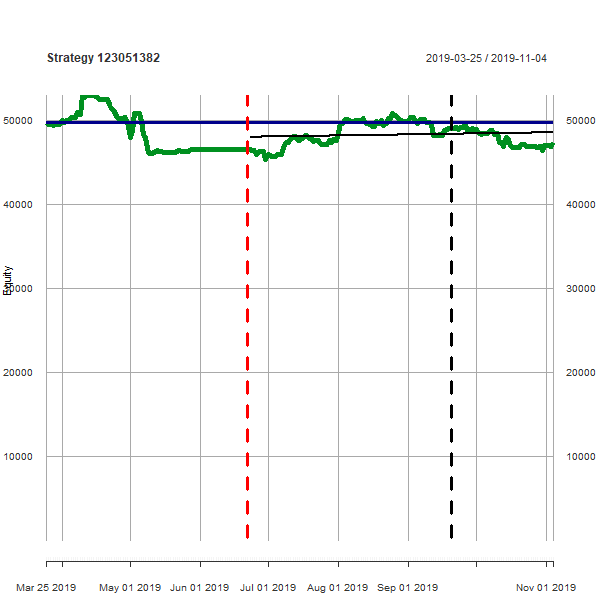 Strategy 123051382
2019-03-25 / 2019-11-04
50000 50000
40000 40000
30000 30000
Equity
20000 20000
10000 10000
Mar 25 2019 May 01 2019 Jun 01 2019 Jul 01 2019 Aug 01 2019 Sep 01 2019 Nov 01 2019